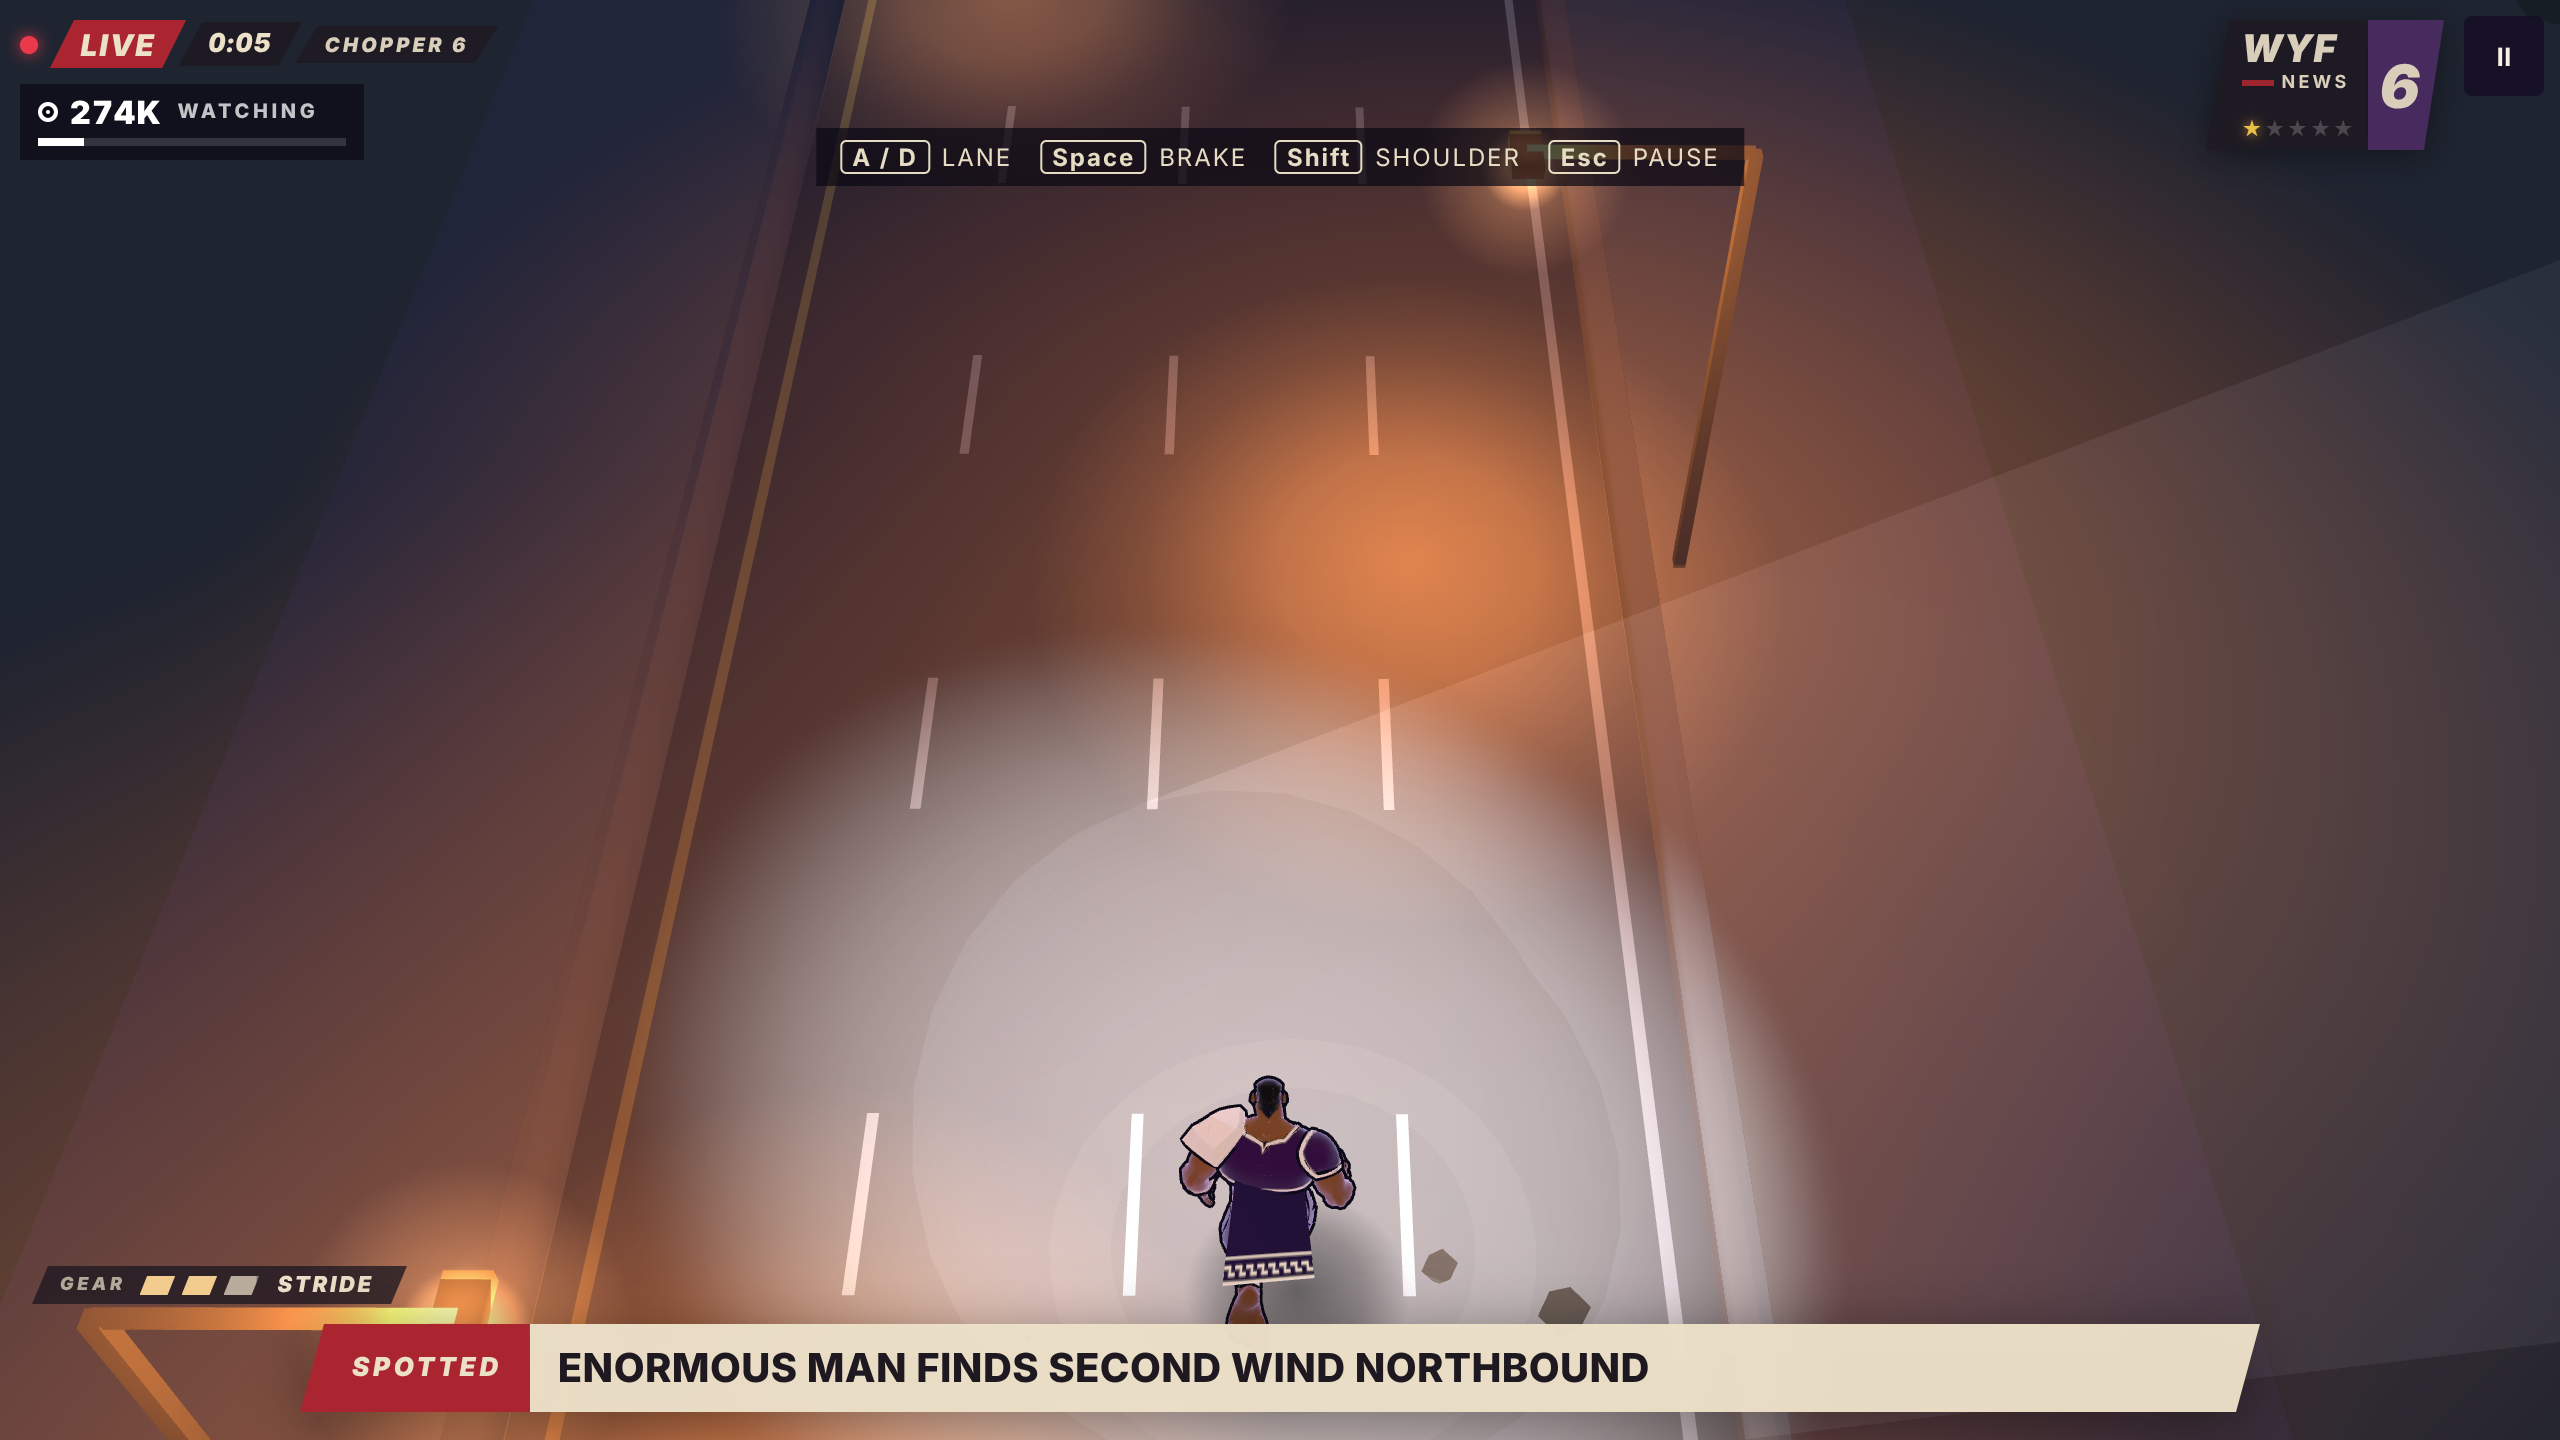 LIVE 0:05 CHOPPER 6
274K WATCHING
WYF
NEWS
6
A / D LANE Space BRAKE Shift SHOULDER Esc PAUSE
GEAR STRIDE
SPOTTED ENORMOUS MAN FINDS SECOND WIND NORTHBOUND